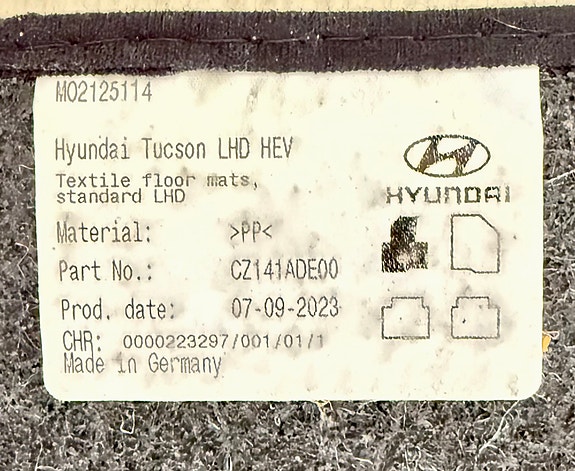 M02125114
Hyundai Tucson LHD HEV
Textile floor mats,
standard LHD
HYUNDAI
Material: >PP<
Part No.: CZ141ADE00
Prod. date: 07-09-2023
CHR: 0000223297/001/01/1
Made in Germany